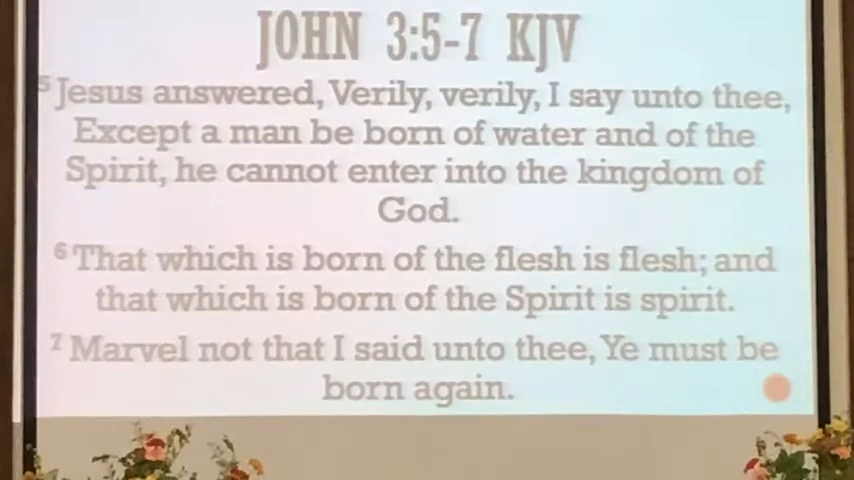 JOHN 3:5-7 KJV
5 Jesus answered, Verily, verily, I say unto thee,
Except a man be born of water and of the
Spirit, he cannot enter into the kingdom of
God.
6 That which is born of the flesh is flesh; and
that which is born of the Spirit is spirit.
7 Marvel not that I said unto thee, Ye must be
born again.